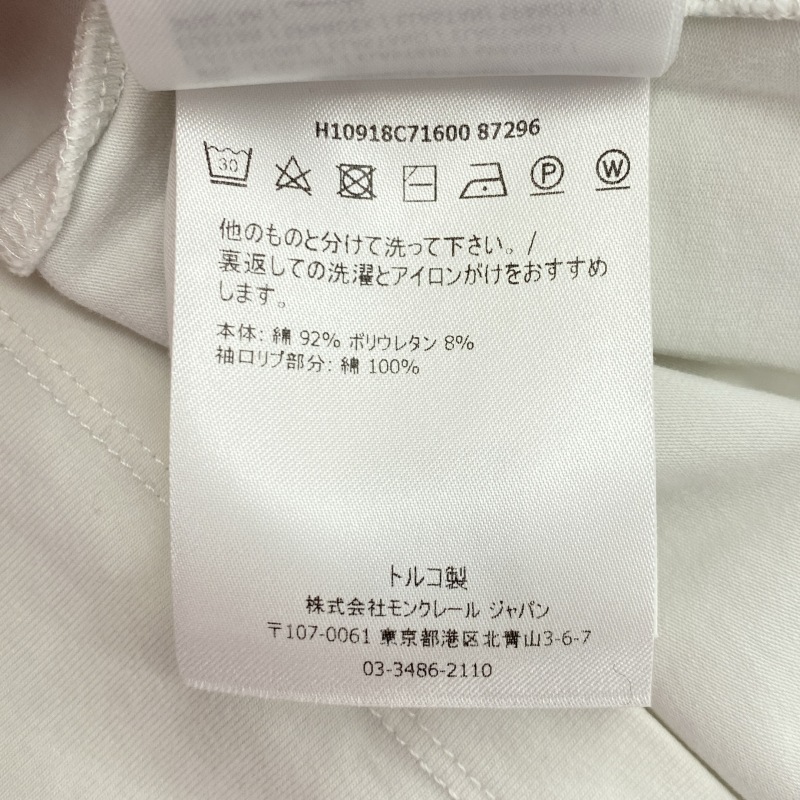 H10918C71600 87296
30
P
W
他のものと分けて洗って下さい。/
裏返しての洗濯とアイロンがけをおすすめ
します。
本体: 綿 92% ポリウレタン 8%
袖口リブ部分: 綿 100%
トルコ製
株式会社モンクレール ジャパン
〒107-0061 東京都港区北青山3-6-7
03-3486-2110